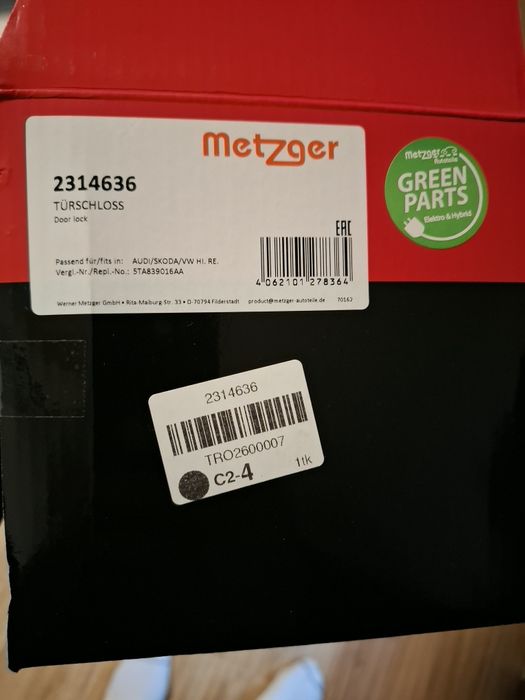 metzger
2314636
TÜRSCHLOSS
Door lock
EAC
Passend für/fits in: AUDI/SKODA/VW HI. RE.
Vergl.-Nr./Repl.-No.: 5TA839016AA
4 062101 278364
Werner Metzger GmbH • Rita-Maiburg-Str. 33 • D-70794 Filderstadt product@metzger-autoteile.de 70162
metzger
Autoteile
GREEN
PARTS
Elektro & Hybrid
2314636
TRO2600007
C2-4 1tk